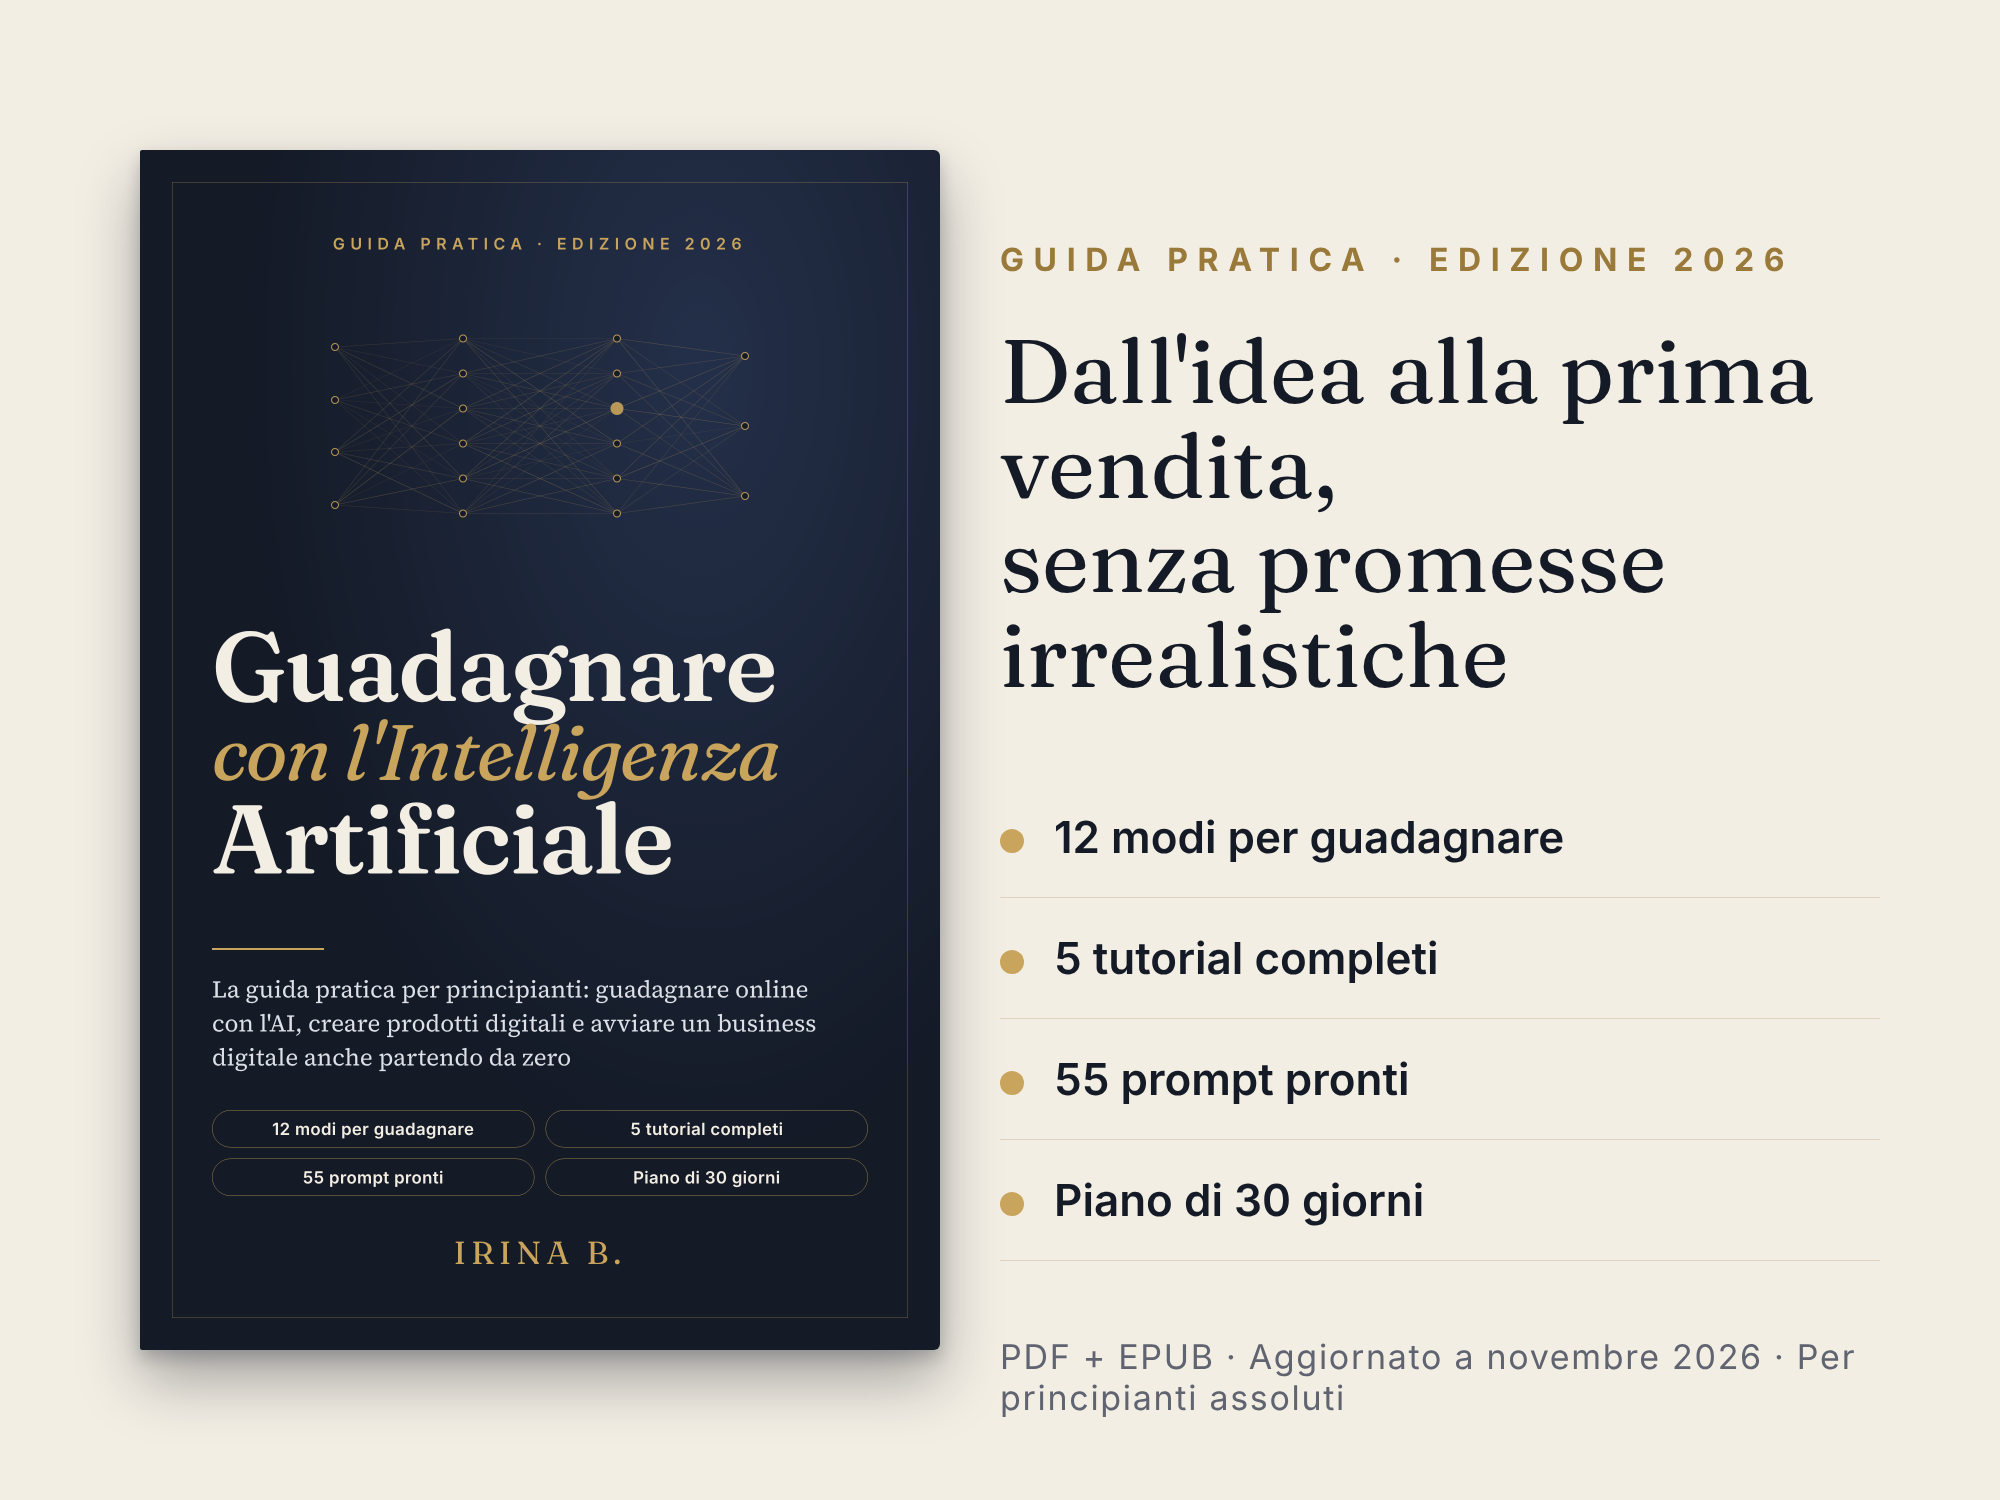 GUIDA PRATICA · EDIZIONE 2026
Guadagnare
con l'Intelligenza
Artificiale
La guida pratica per principianti: guadagnare online
con l'AI, creare prodotti digitali e avviare un business
digitale anche partendo da zero
12 modi per guadagnare
5 tutorial completi
55 prompt pronti
Piano di 30 giorni
IRINA B.
GUIDA PRATICA · EDIZIONE 2026
Dall'idea alla prima
vendita,
senza promesse
irrealistiche
12 modi per guadagnare
5 tutorial completi
55 prompt pronti
Piano di 30 giorni
PDF + EPUB · Aggiornato a novembre 2026 · Per
principianti assoluti